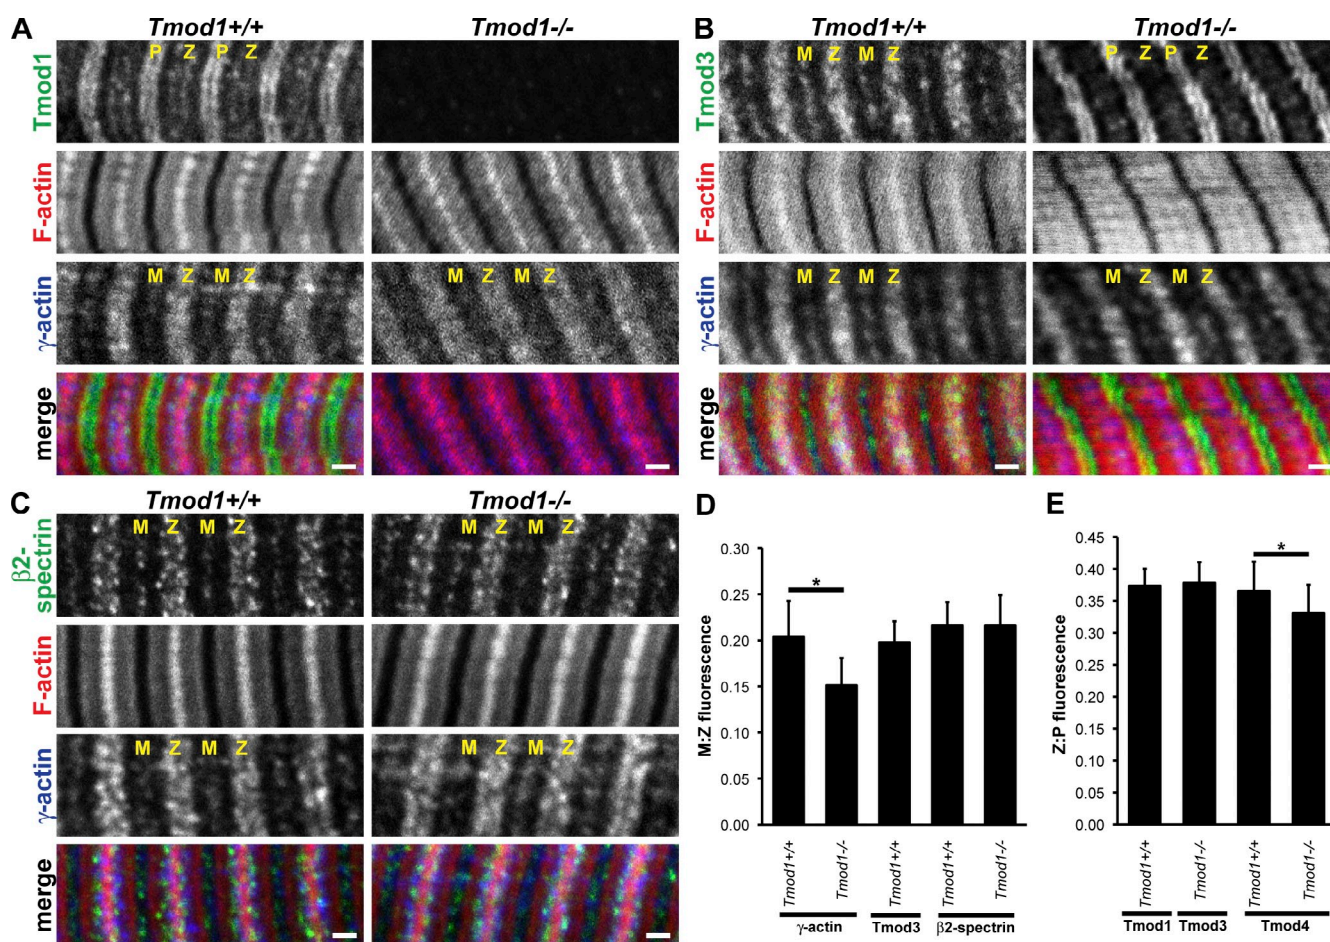 A
Tmod1+/+
Tmod1-/-
Tmod1
P Z P Z
F-actin
γ-actin
M Z M Z
M Z M Z
merge
B
Tmod1+/+
Tmod1-/-
Tmod3
M Z M Z
P Z P Z
F-actin
γ-actin
M Z M Z
M Z M Z
merge
C
Tmod1+/+
Tmod1-/-
β2-
spectrin
M Z M Z
M Z M Z
F-actin
γ-actin
M Z M Z
M Z M Z
merge
D
M:Z fluorescence
0.30
0.25
0.20
0.15
0.10
0.05
0.00
*
Tmod1+/+
Tmod1-/-
Tmod1+/+
Tmod1+/+
Tmod1-/-
γ-actin
Tmod3
β2-spectrin
E
Z:P fluorescence
0.45
0.40
0.35
0.30
0.25
0.20
0.15
0.10
0.05
0.00
*
Tmod1+/+
Tmod1-/-
Tmod1+/+
Tmod1-/-
Tmod1
Tmod3
Tmod4